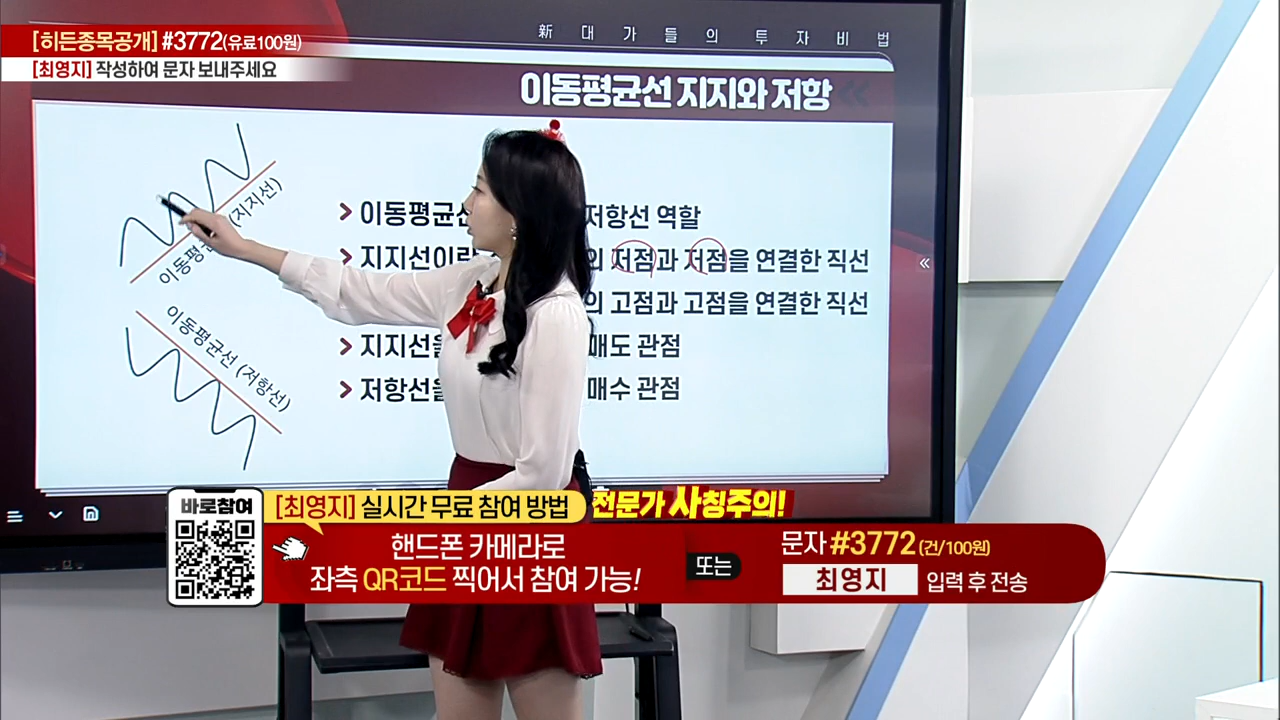 [히든종목공개] #3772(유료100원)
[최영지] 작성하여 문자 보내주세요
新 대 가 들 의 투 자 비 법
이동평균선 지지와 저항
(지지선)
이동평균선 (저항선)
> 이동평균 저항선 역할
> 지지선이란 의 저점과 저점을 연결한 직선
의 고점과 고점을 연결한 직선
> 지지선을 매도 관점
> 저항선을 매수 관점
바로참여
[최영지] 실시간 무료 참여 방법
전문가 사칭주의!
핸드폰 카메라로
좌측 QR코드 찍어서 참여 가능!
또는
문자 #3772 (건/100원)
최영지 입력 후 전송